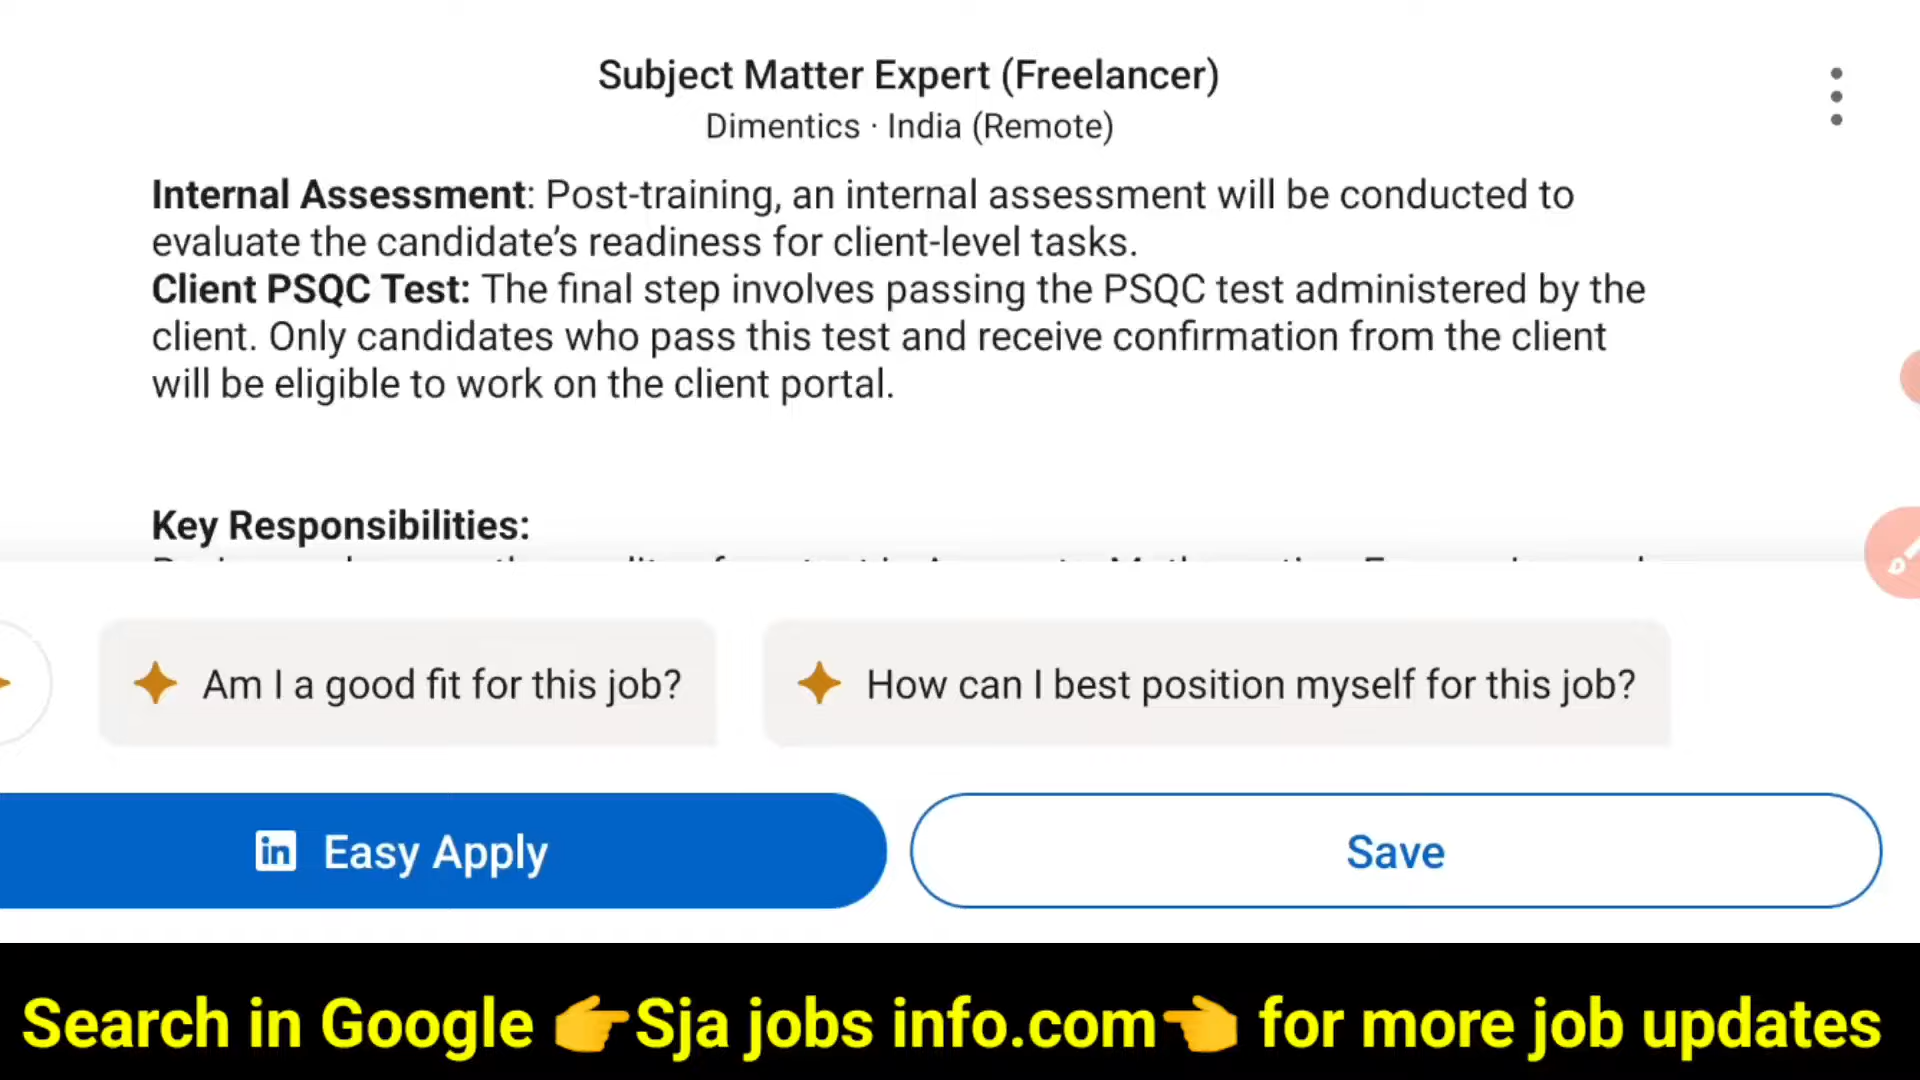 Subject Matter Expert (Freelancer)
Dimentics · India (Remote)
Internal Assessment: Post-training, an internal assessment will be conducted to
evaluate the candidate's readiness for client-level tasks.
Client PSQC Test: The final step involves passing the PSQC test administered by the
client. Only candidates who pass this test and receive confirmation from the client
will be eligible to work on the client portal.
Key Responsibilities:
Am I a good fit for this job?
How can I best position myself for this job?
in Easy Apply
Save
Search in Google 👉Sja jobs info.com👈 for more job updates